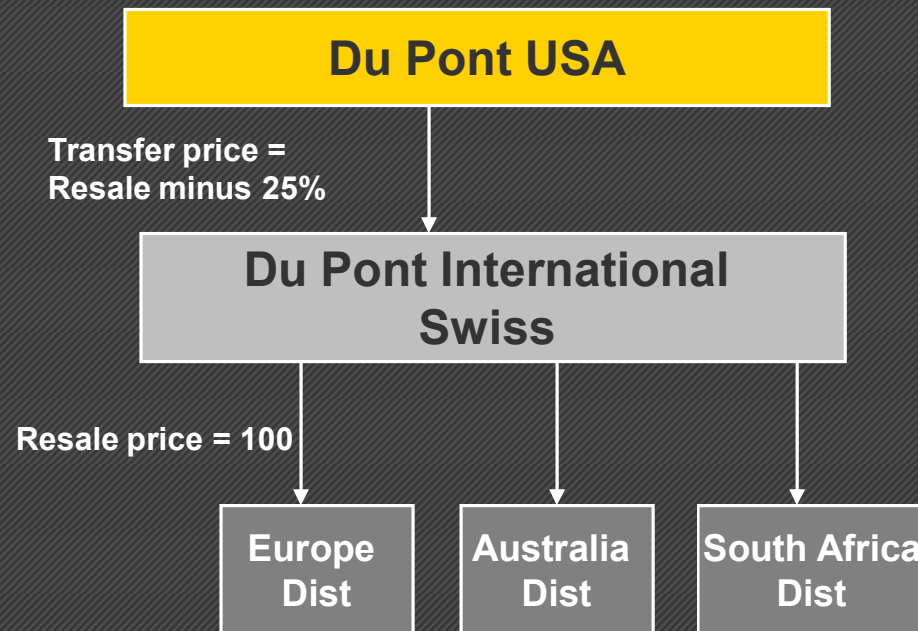 Du Pont USA
Transfer price =
Resale minus 25%
Du Pont International
Swiss
Resale price = 100
Europe
Dist
Australia
Dist
South Africa
Dist